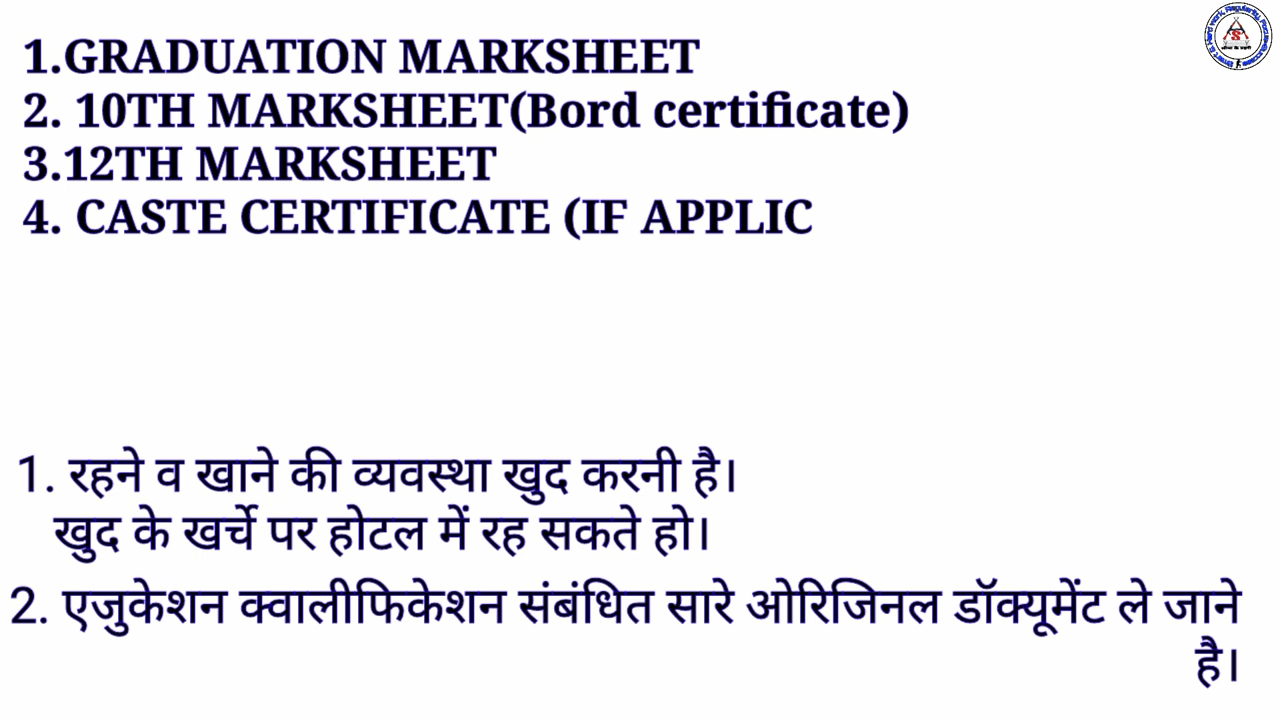 1.GRADUATION MARKSHEET
2. 10TH MARKSHEET(Bord certificate)
3.12TH MARKSHEET
4. CASTE CERTIFICATE (IF APPLIC
1. रहने व खाने की व्यवस्था खुद करनी है।
खुद के खर्चे पर होटल में रह सकते हो।
2. एजुकेशन क्वालीफिकेशन संबंधित सारे ओरिजिनल डॉक्यूमेंट ले जाने
है।